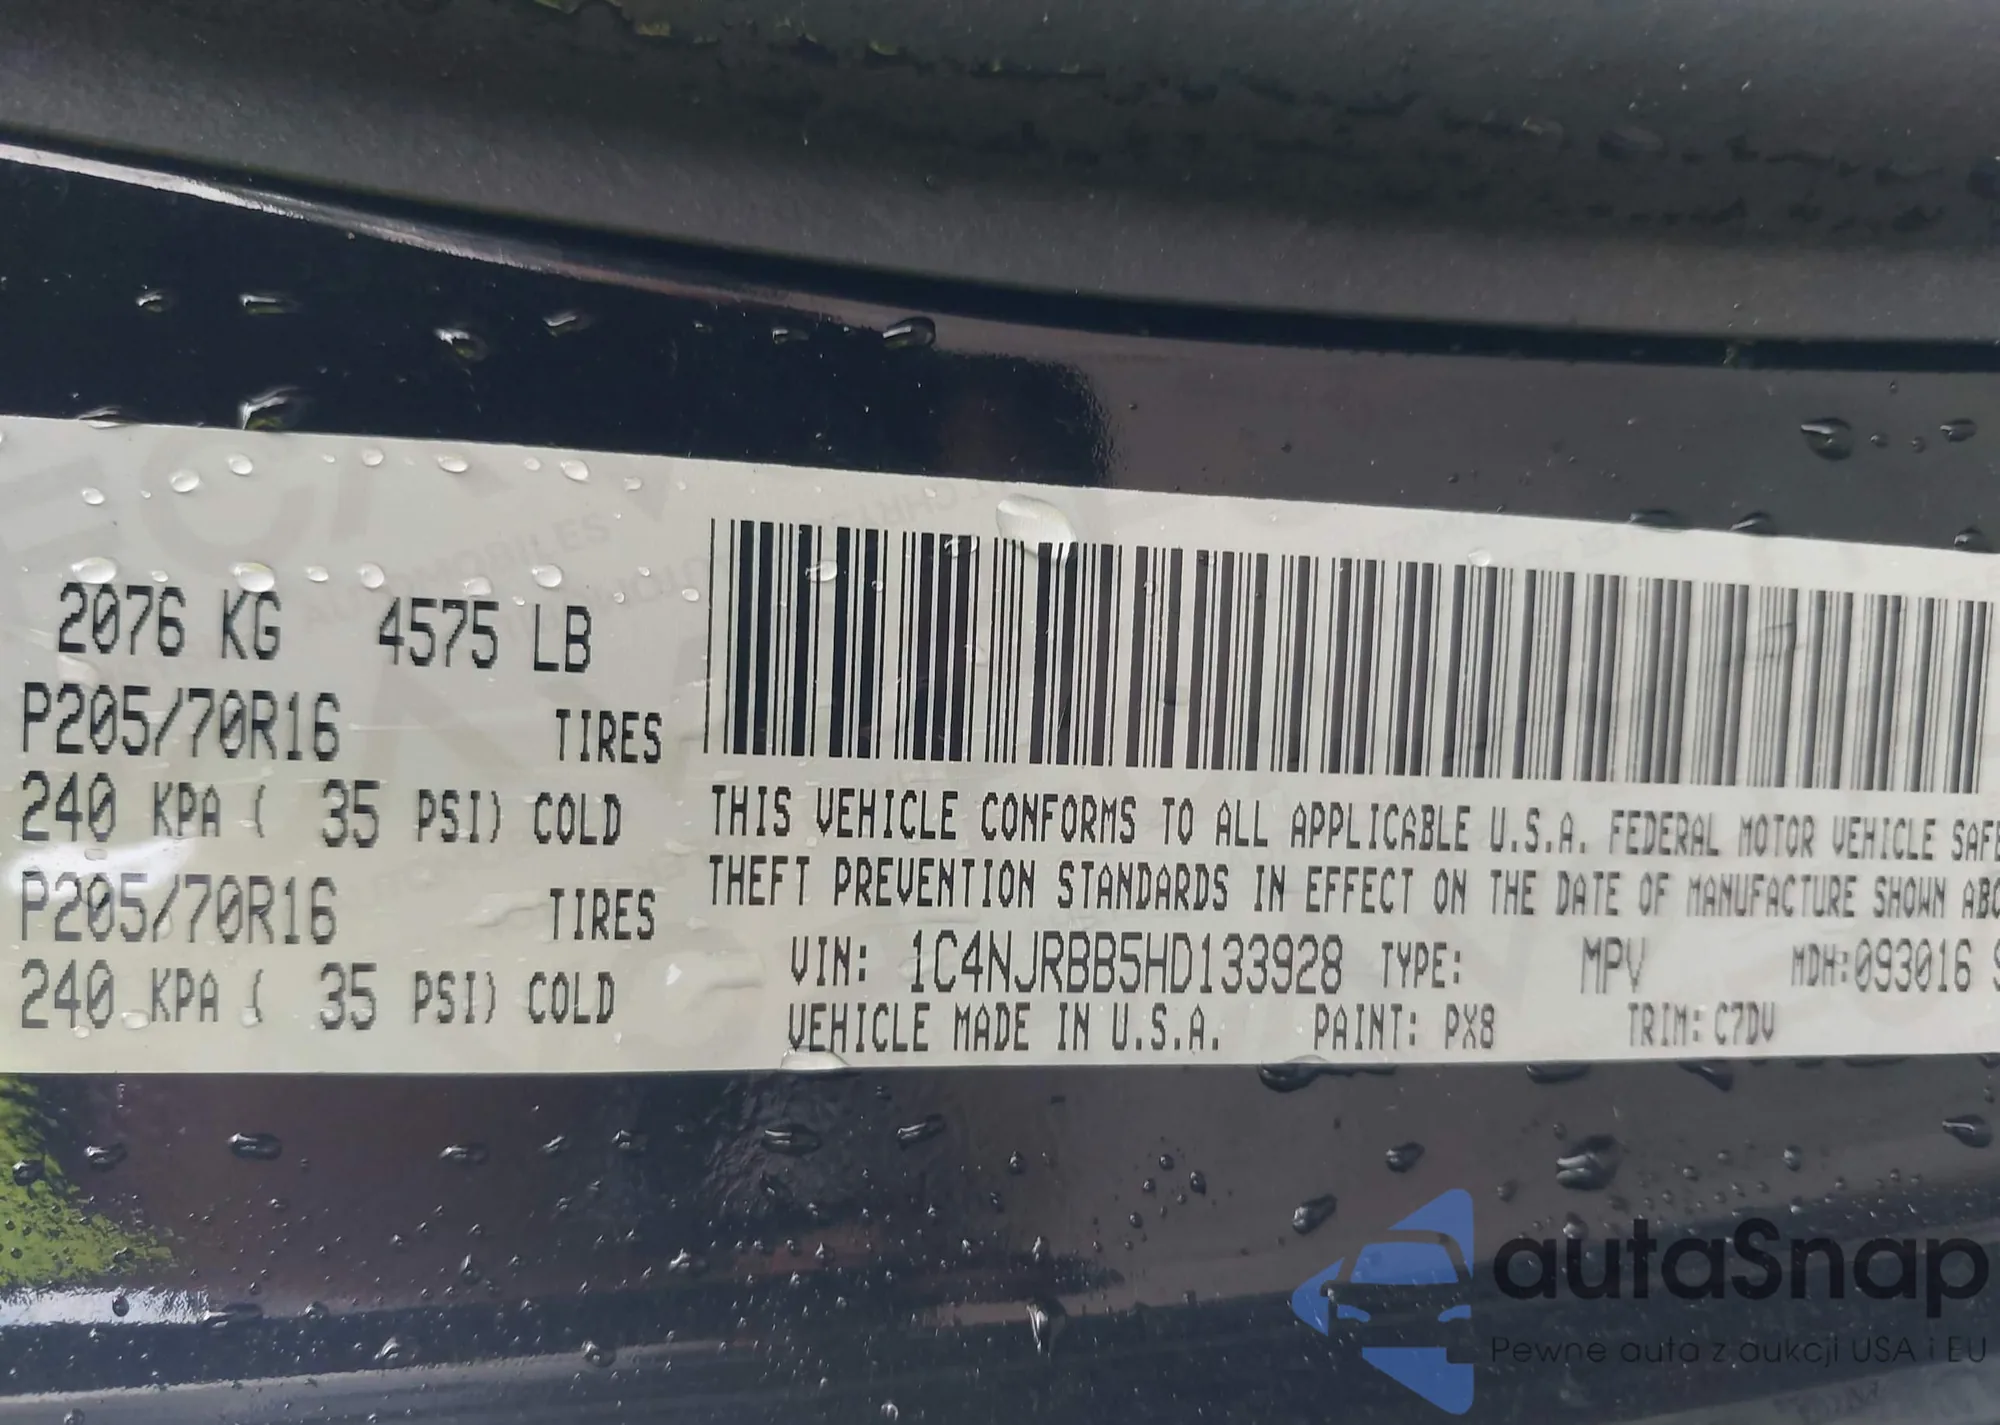 2076 KG 4575 LB
P205/70R16 TIRES
240 KPA ( 35 PSI) COLD
P205/70R16 TIRES
240 KPA ( 35 PSI) COLD
THIS VEHICLE CONFORMS TO ALL APPLICABLE U.S.A. FEDERAL MOTOR VEHICLE SAFE
THEFT PREVENTION STANDARDS IN EFFECT ON THE DATE OF MANUFACTURE SHOWN ABO
VIN: 1C4NJRBB5HD133928 TYPE: MPV MDH:093016 S
VEHICLE MADE IN U.S.A. PAINT: PX8 TRIM: C7DV
autaSnap
Pewne auta z aukcji USA i EU